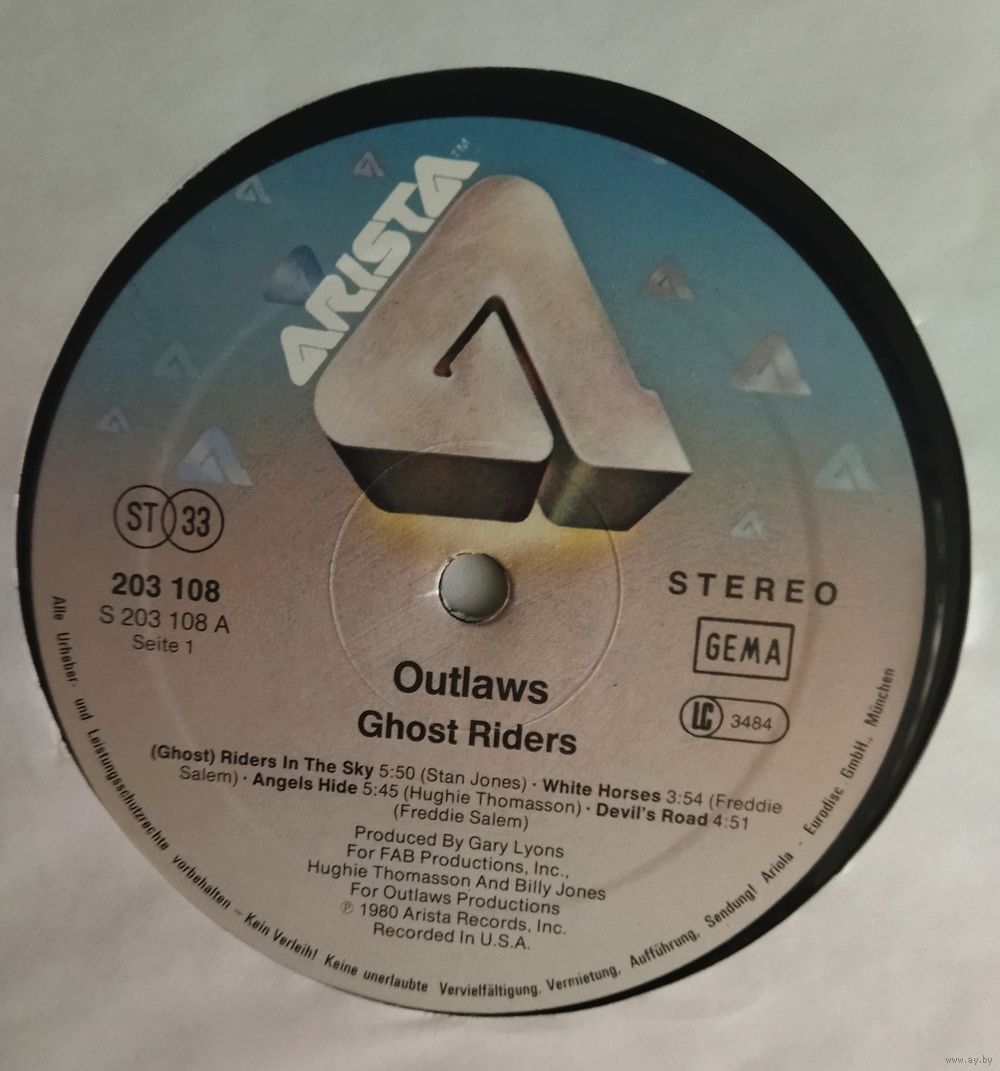 ARISTA™
ST 33
203 108
S 203 108 A
Seite 1
STEREO
GEMA
LC 3484
Outlaws
Ghost Riders
(Ghost) Riders In The Sky 5:50 (Stan Jones) · White Horses 3:54 (Freddie
Salem) · Angels Hide 5:45 (Hughie Thomasson) · Devil's Road 4:51
(Freddie Salem)
Produced By Gary Lyons
For FAB Productions, Inc.,
Hughie Thomasson And Billy Jones
For Outlaws Productions
℗ 1980 Arista Records, Inc.
Recorded In U.S.A.
Alle Urheber- und Leistungsschutzrechte vorbehalten – Kein Verleih! Keine unerlaubte Vervielfältigung, Vermietung, Aufführung, Sendung! Ariola - Eurodisc GmbH., München
www.ay.by